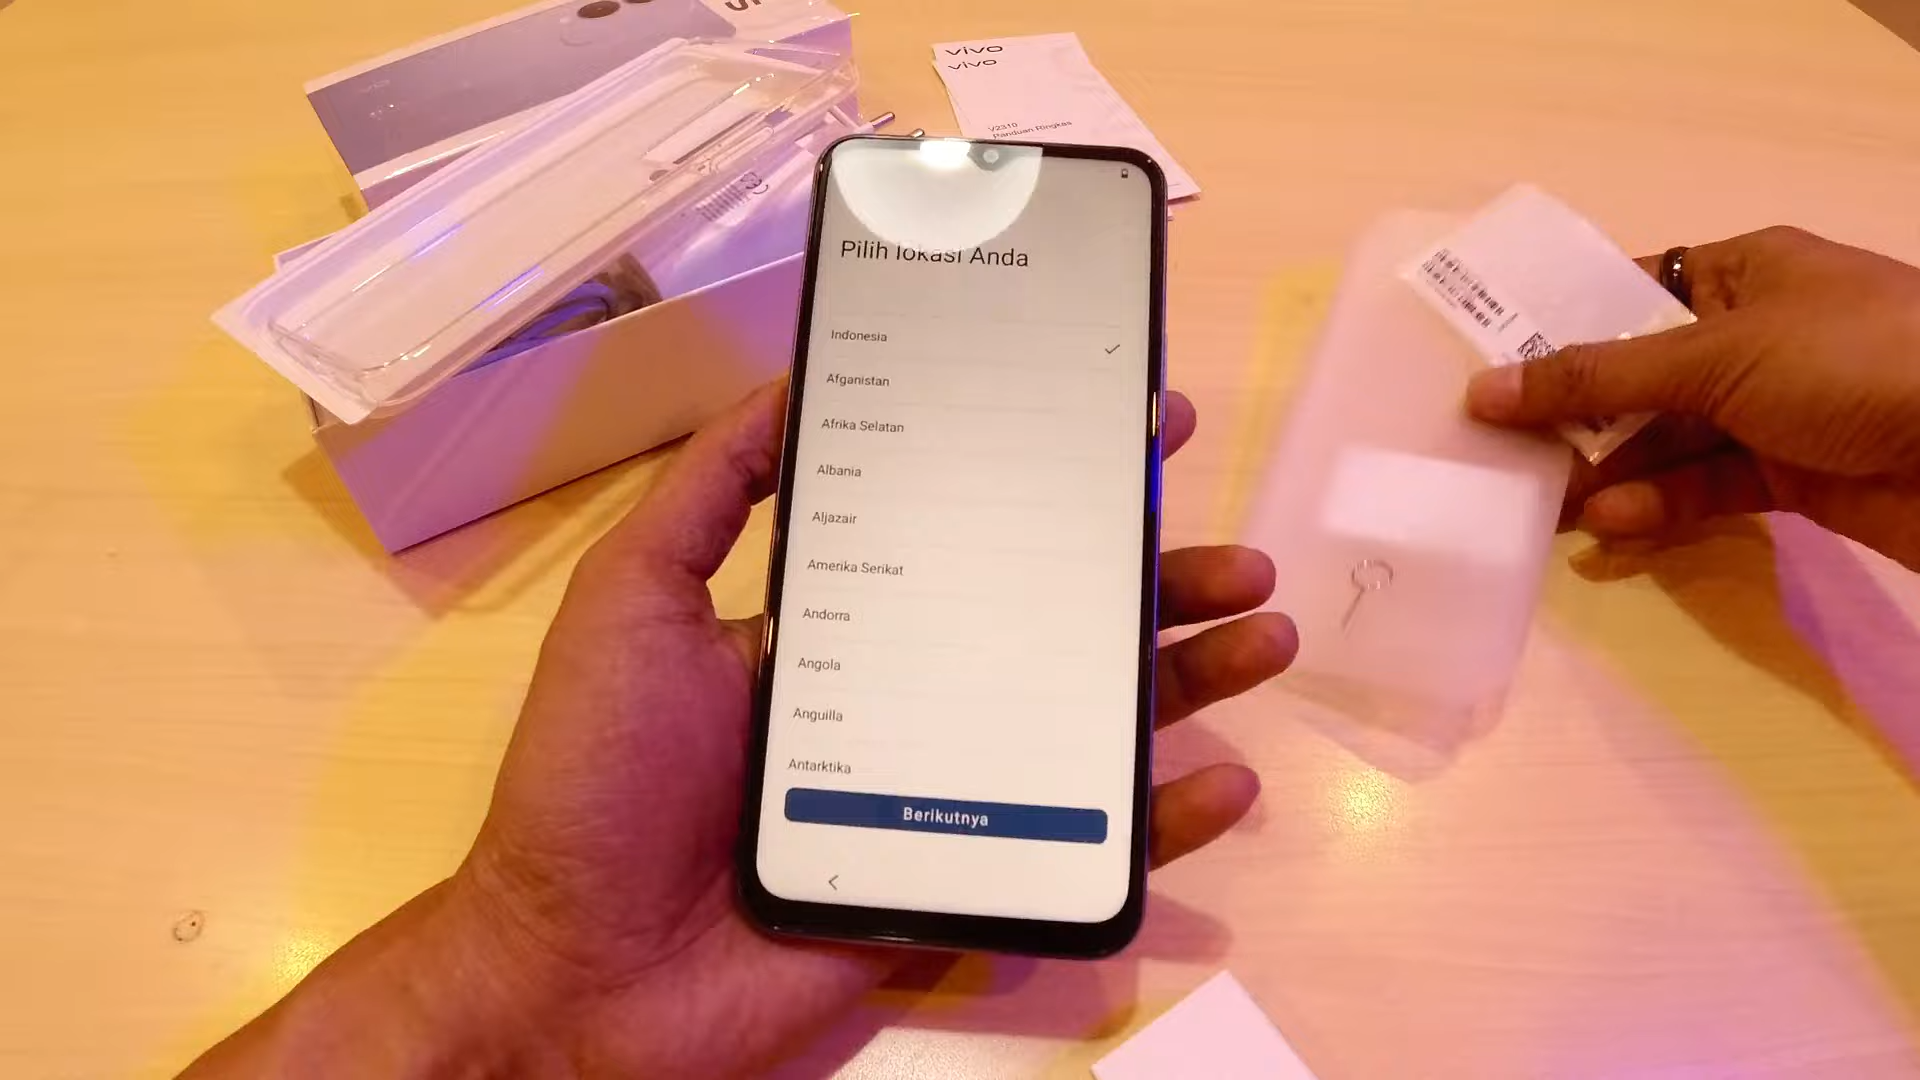 vivo
vivo
V2310
Panduan Ringkas
Pilih lokasi Anda
Indonesia
Afganistan
Afrika Selatan
Albania
Aljazair
Amerika Serikat
Andorra
Angola
Anguilla
Antarktika
Berikutnya